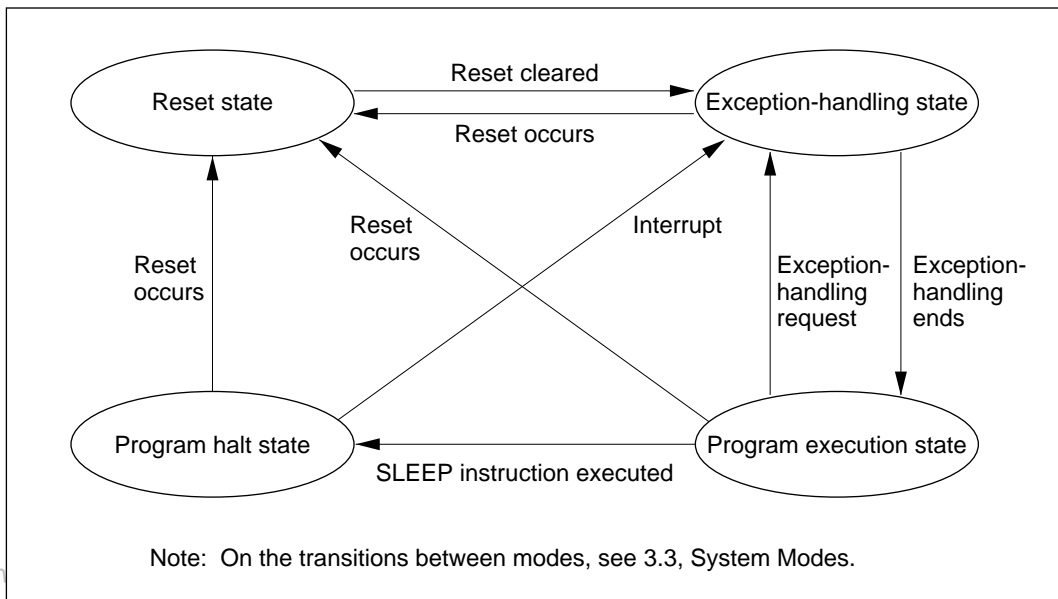 Reset cleared
Reset state
Exception-handling state
Reset occurs
Reset
occurs
Interrupt
Reset
occurs
Exception-
handling
request
Exception-
handling
ends
Program halt state
Program execution state
SLEEP instruction executed
Note: On the transitions between modes, see 3.3, System Modes.